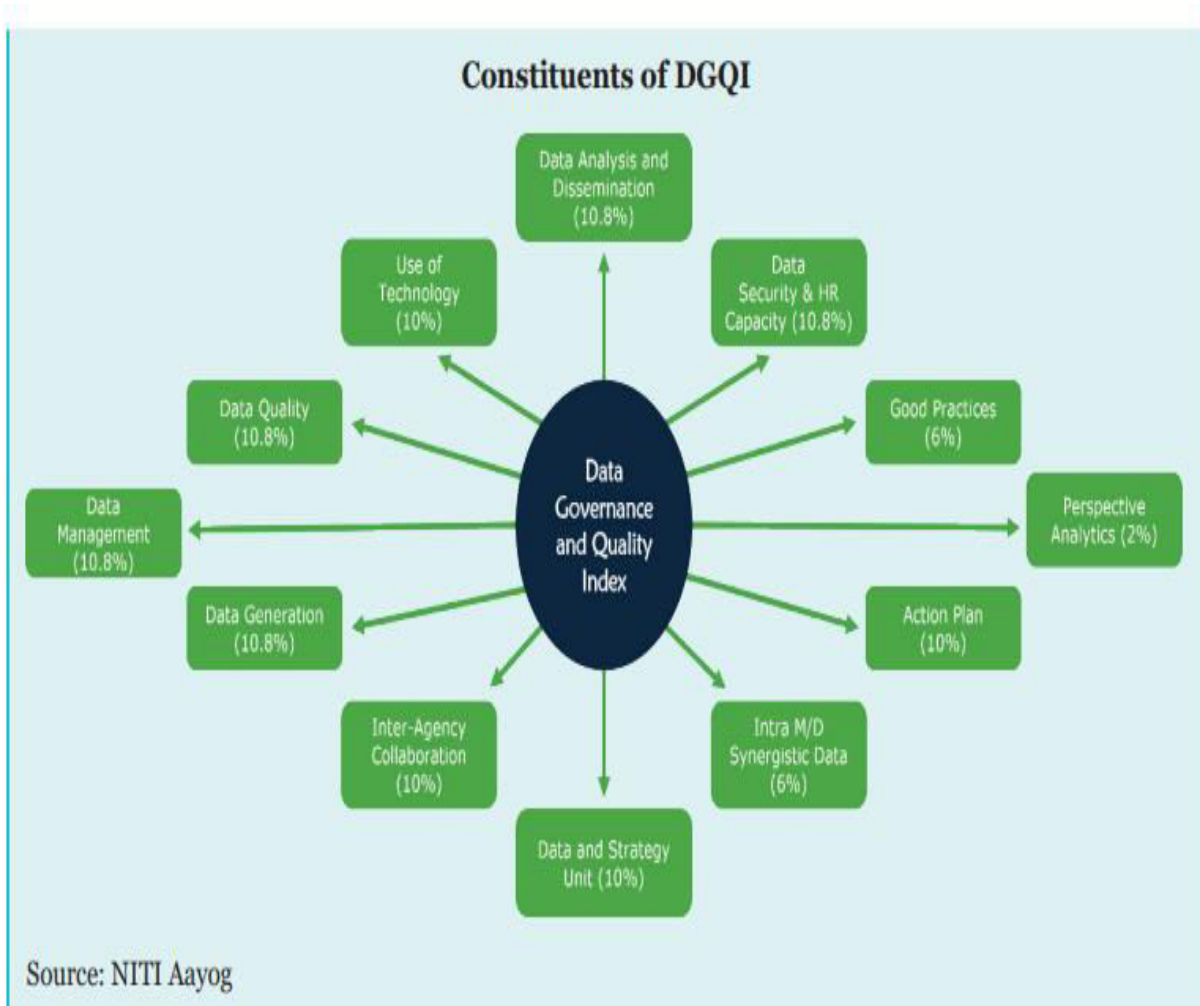 Constituents of DGQI
Data Analysis and
Dissemination
(10.8%)
Use of
Technology
(10%)
Data
Security & HR
Capacity (10.8%)
Data Quality
(10.8%)
Good Practices
(6%)
Data
Management
(10.8%)
Data
Governance
and Quality
Index
Perspective
Analytics (2%)
Data Generation
(10.8%)
Action Plan
(10%)
Inter-Agency
Collaboration
(10%)
Intra M/D
Synergistic Data
(6%)
Data and Strategy
Unit (10%)
Source: NITI Aayog